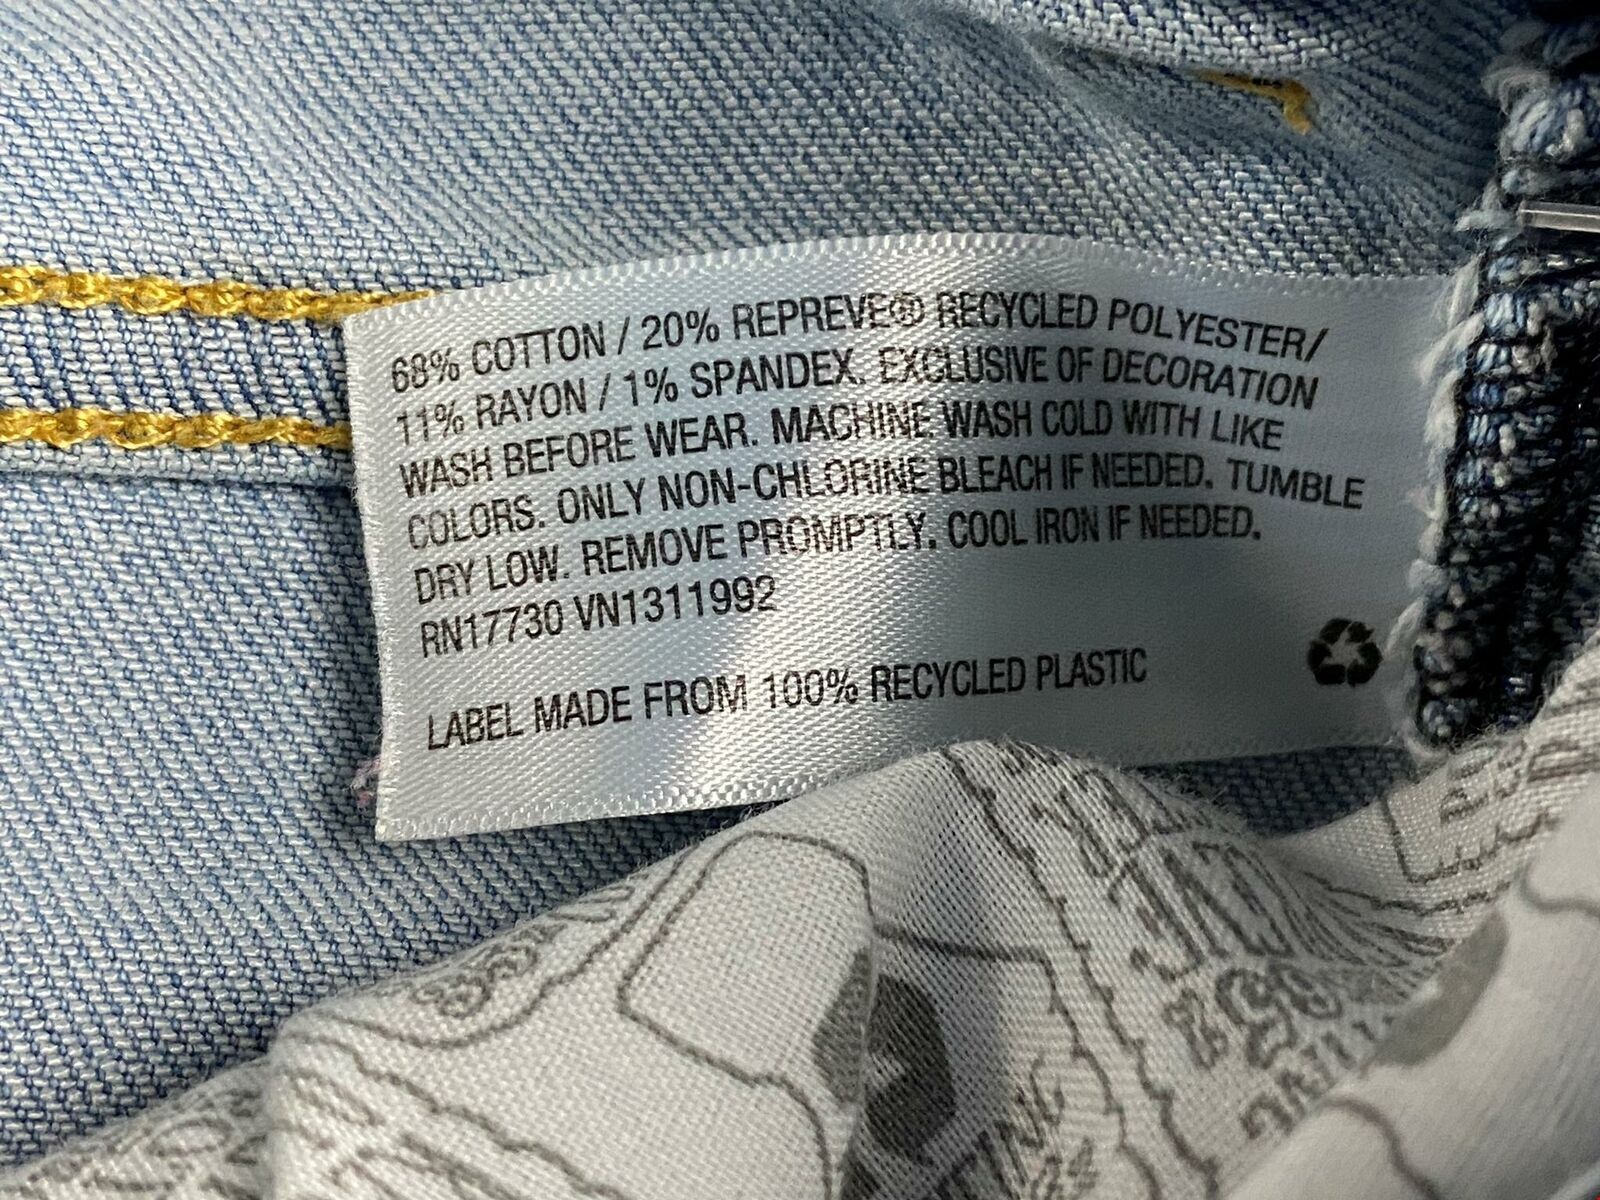 68% COTTON / 20% REPREVE® RECYCLED POLYESTER/
11% RAYON / 1% SPANDEX. EXCLUSIVE OF DECORATION
WASH BEFORE WEAR. MACHINE WASH COLD WITH LIKE
COLORS. ONLY NON-CHLORINE BLEACH IF NEEDED. TUMBLE
DRY LOW. REMOVE PROMPTLY. COOL IRON IF NEEDED.
RN17730 VN1311992
LABEL MADE FROM 100% RECYCLED PLASTIC